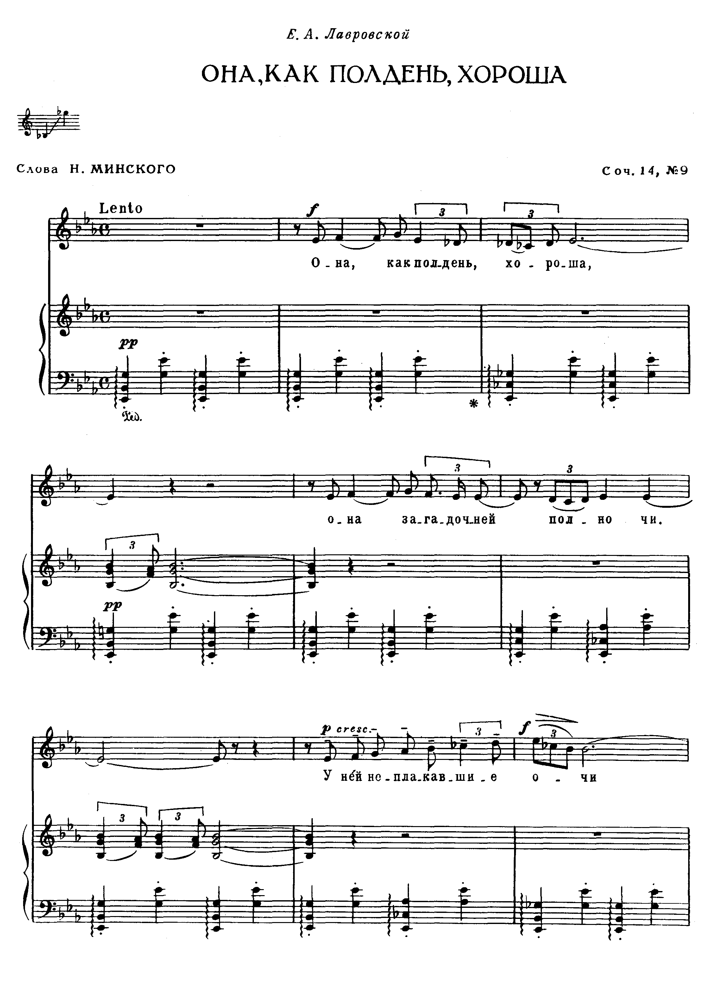 Е. А. Лавровской
ОНА, КАК ПОЛДЕНЬ, ХОРОША
Слова Н. МИНСКОГО
Соч. 14, №9
Lento
f
3
3
О - на, как пол - день, хо - ро - ша,
pp
Ped.
*
3
3
о - на за - га - доч - ней пол - но чи.
3
pp
p cresc.
3
f
3
У ней не - пла - кав - ши - е о - чи
3
3